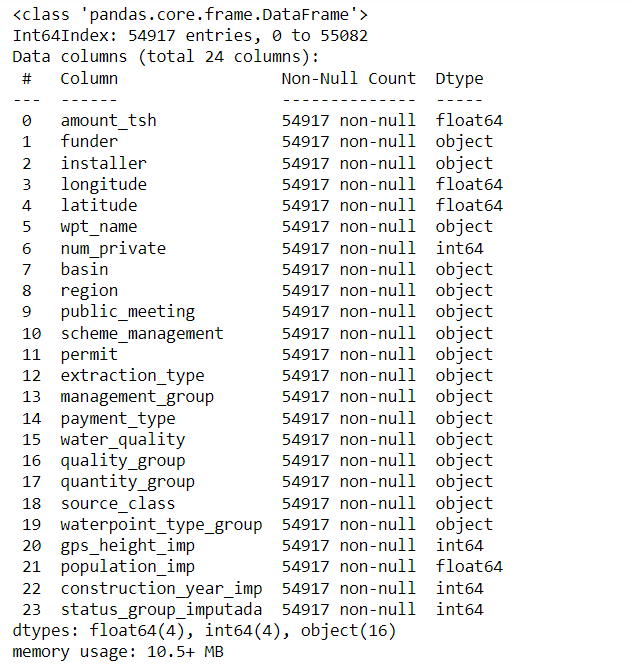 <class 'pandas.core.frame.DataFrame'>
Int64Index: 54917 entries, 0 to 55082
Data columns (total 24 columns):
 #   Column                 Non-Null Count  Dtype
---  ------                 --------------  -----
 0   amount_tsh             54917 non-null  float64
 1   funder                 54917 non-null  object
 2   installer              54917 non-null  object
 3   longitude              54917 non-null  float64
 4   latitude               54917 non-null  float64
 5   wpt_name               54917 non-null  object
 6   num_private            54917 non-null  int64
 7   basin                  54917 non-null  object
 8   region                 54917 non-null  object
 9   public_meeting         54917 non-null  object
 10  scheme_management      54917 non-null  object
 11  permit                 54917 non-null  object
 12  extraction_type        54917 non-null  object
 13  management_group       54917 non-null  object
 14  payment_type           54917 non-null  object
 15  water_quality          54917 non-null  object
 16  quality_group          54917 non-null  object
 17  quantity_group         54917 non-null  object
 18  source_class           54917 non-null  object
 19  waterpoint_type_group  54917 non-null  object
 20  gps_height_imp         54917 non-null  int64
 21  population_imp         54917 non-null  float64
 22  construction_year_imp  54917 non-null  int64
 23  status_group_imputada  54917 non-null  int64
dtypes: float64(4), int64(4), object(16)
memory usage: 10.5+ MB